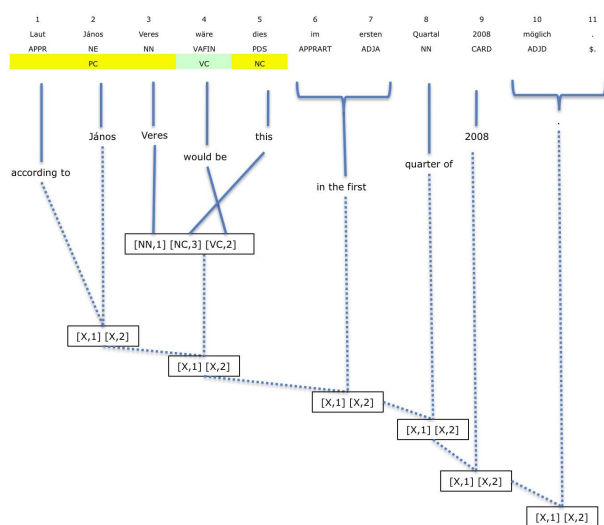 1 2 3 4 5 6 7 8 9 10 11
Laut János Veres wäre dies im ersten Quartal 2008 möglich .
APPR NE NN VAFIN PDS APPRART ADJA NN CARD ADJD $.
PC VC NC
János Veres this 2008 .
would be
quarter of
according to
in the first
[NN,1] [NC,3] [VC,2]
[X,1] [X,2]
[X,1] [X,2]
[X,1] [X,2]
[X,1] [X,2]
[X,1] [X,2]
[X,1] [X,2]